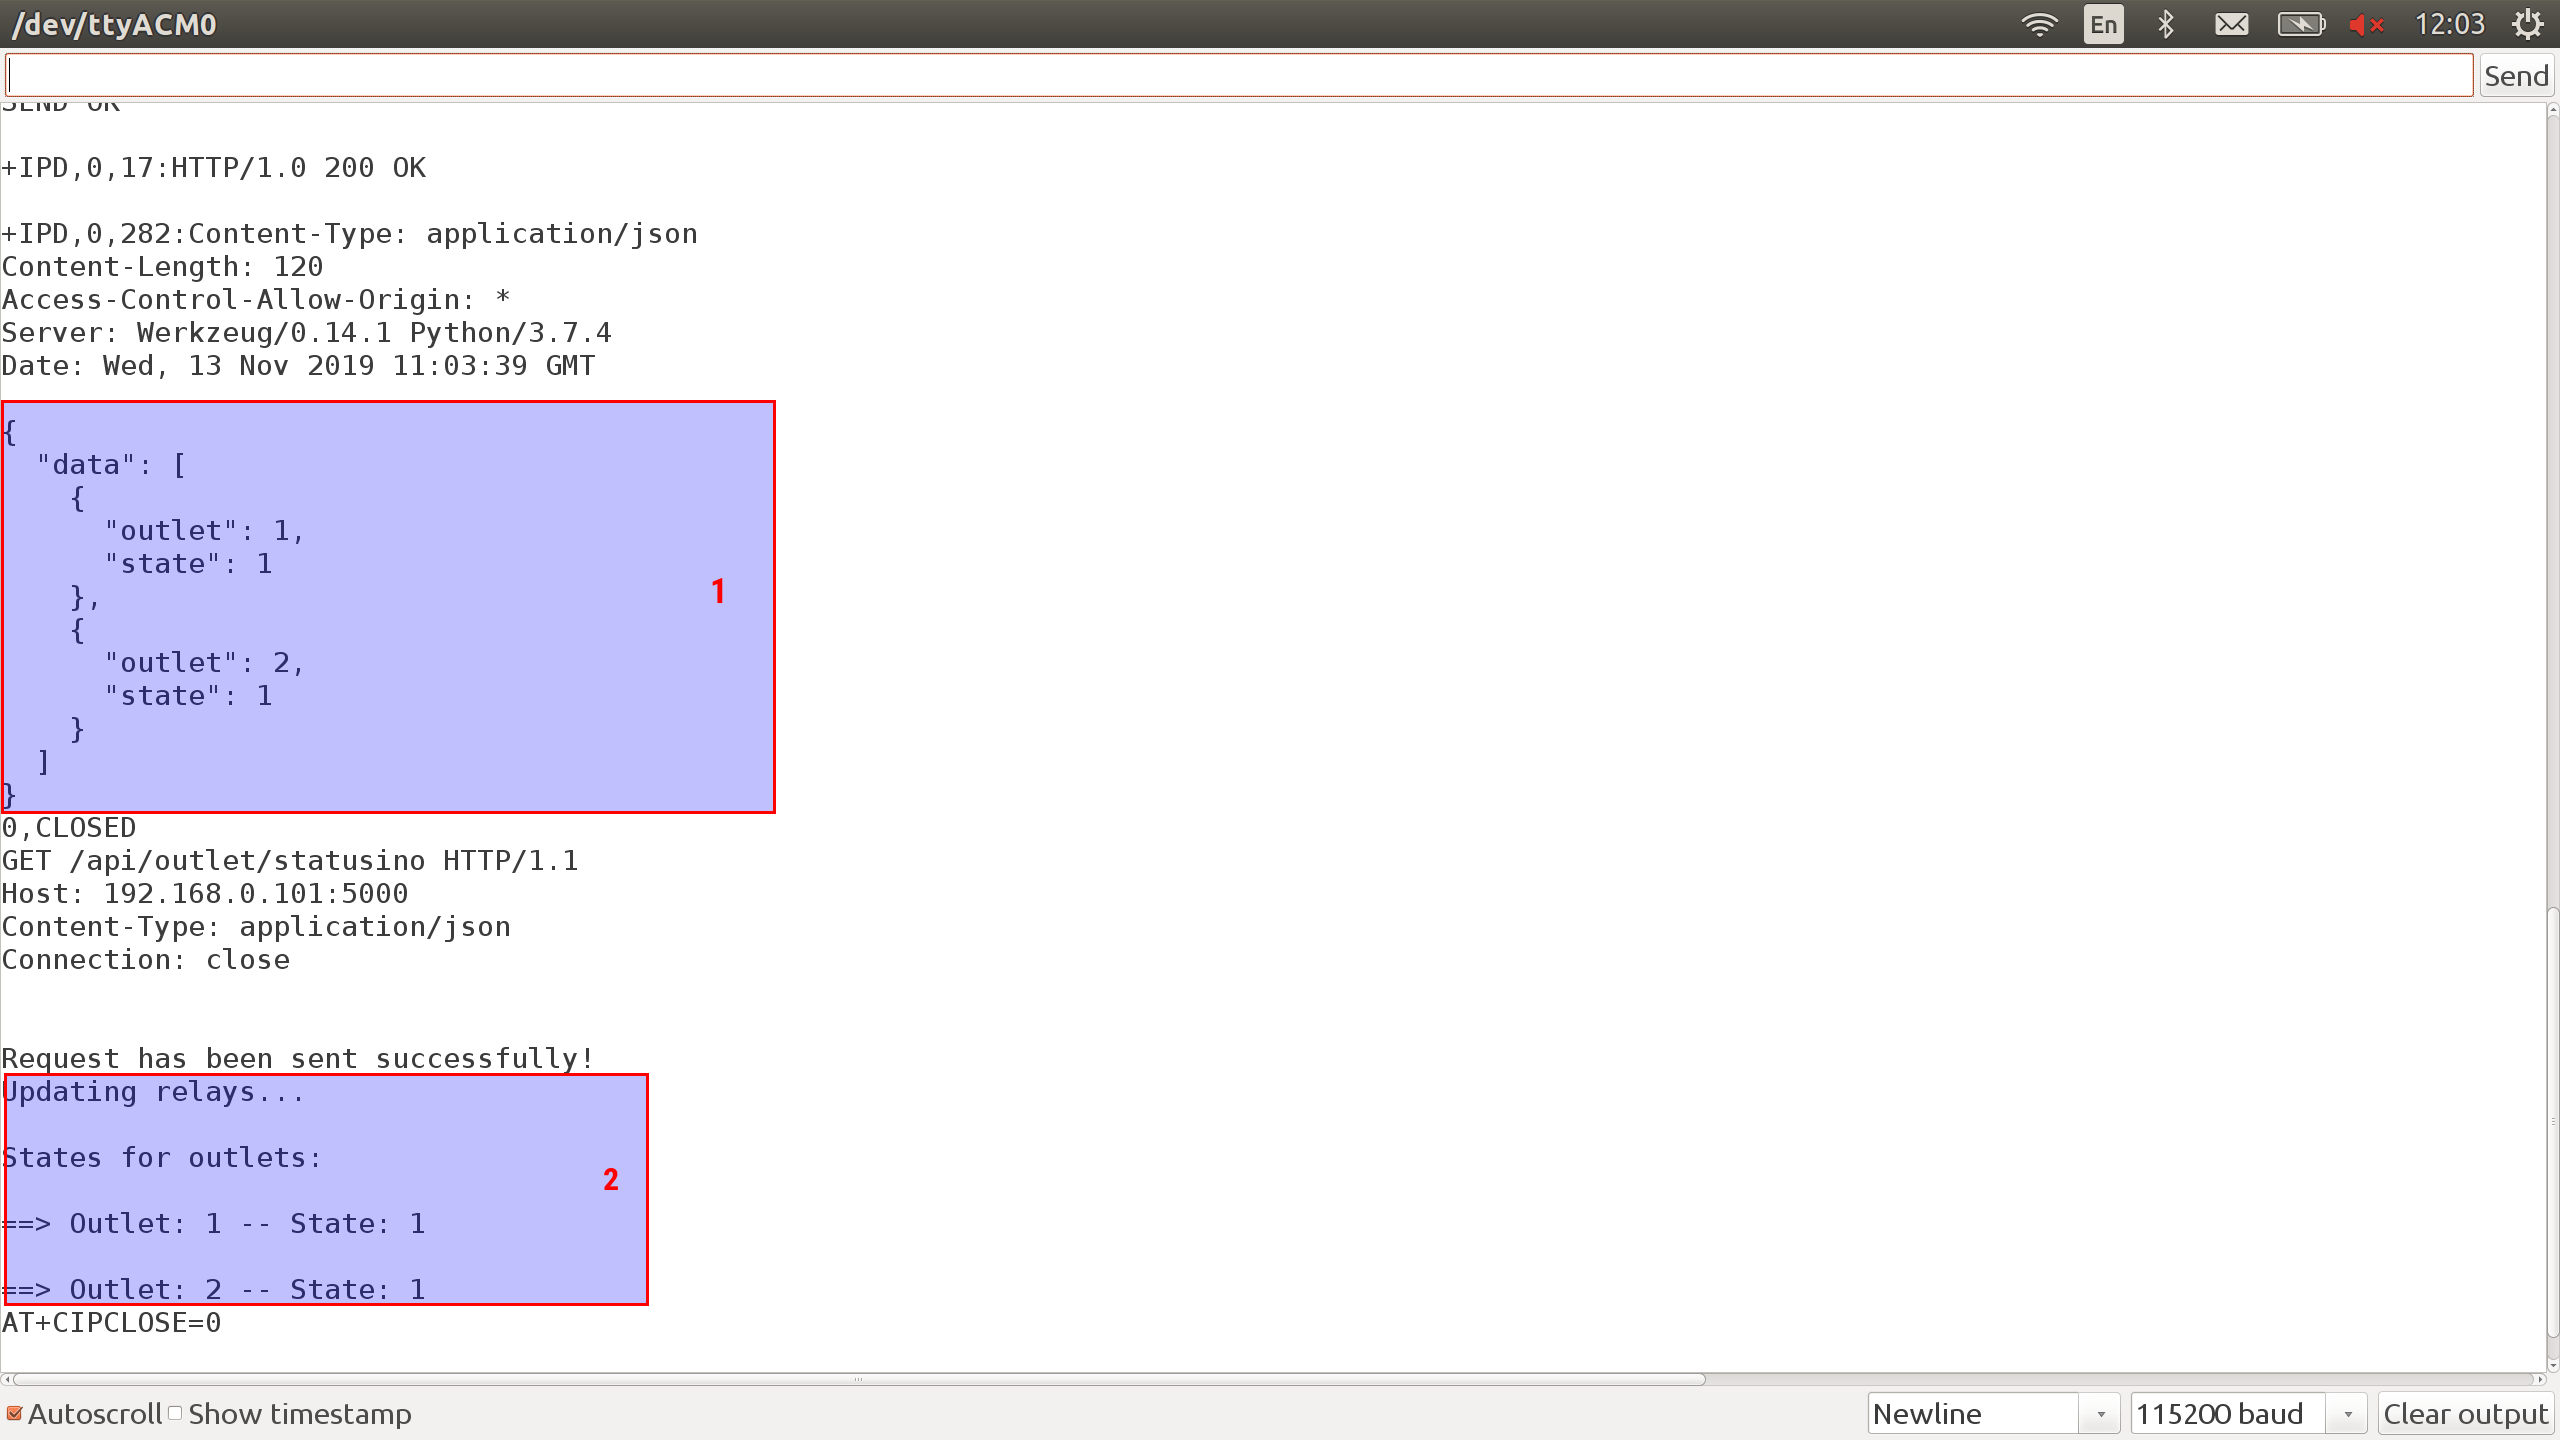 /dev/ttyACM0
En
12:03
Send
SEND OK
+IPD,0,17:HTTP/1.0 200 OK
+IPD,0,282:Content-Type: application/json
Content-Length: 120
Access-Control-Allow-Origin: *
Server: Werkzeug/0.14.1 Python/3.7.4
Date: Wed, 13 Nov 2019 11:03:39 GMT
{
  "data": [
    {
      "outlet": 1,
      "state": 1
    },
    {
      "outlet": 2,
      "state": 1
    }
  ]
}
1
0,CLOSED
GET /api/outlet/statusino HTTP/1.1
Host: 192.168.0.101:5000
Content-Type: application/json
Connection: close
Request has been sent successfully!
Updating relays...
States for outlets:
2
==> Outlet: 1 -- State: 1
==> Outlet: 2 -- State: 1
AT+CIPCLOSE=0
Autoscroll
Show timestamp
Newline
115200 baud
Clear output